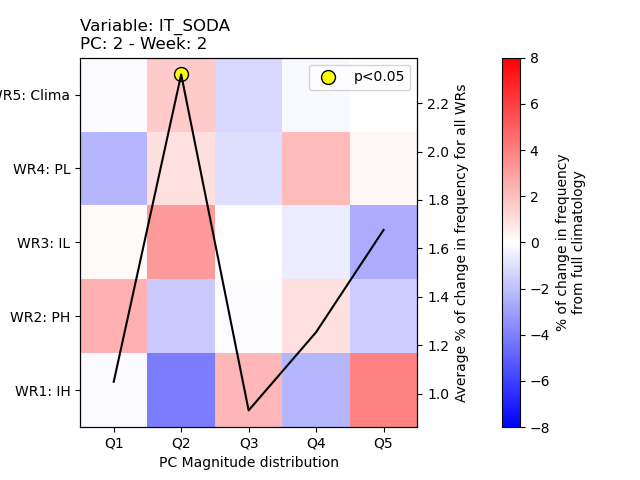 Variable: IT_SODA
PC: 2 - Week: 2
p<0.05
WR5: Clima
WR4: PL
WR3: IL
WR2: PH
WR1: IH
Q1 Q2 Q3 Q4 Q5
PC Magnitude distribution
2.2
2.0
1.8
1.6
1.4
1.2
1.0
Average % of change in frequency for all WRs
8
6
4
2
0
−2
−4
−6
−8
% of change in frequency
from full climatology